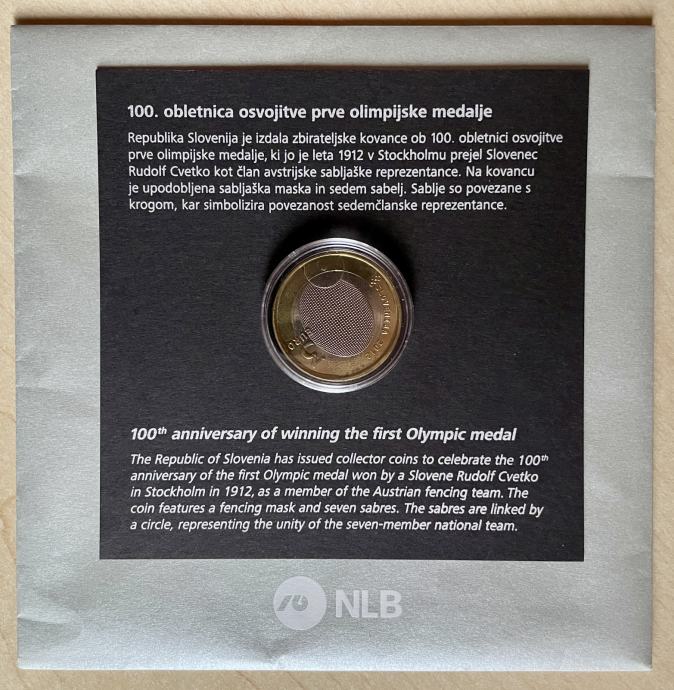 100. obletnica osvojitve prve olimpijske medalje
Republika Slovenija je izdala zbirateljske kovance ob 100. obletnici osvojitve
prve olimpijske medalje, ki jo je leta 1912 v Stockholmu prejel Slovenec
Rudolf Cvetko kot član avstrijske sabljaške reprezentance. Na kovancu
je upodobljena sabljaška maska in sedem sabelj. Sablje so povezane s
krogom, kar simbolizira povezanost sedemčlanske reprezentance.
SLOVENIJA 2012
3 EURO
100th anniversary of winning the first Olympic medal
The Republic of Slovenia has issued collector coins to celebrate the 100th
anniversary of the first Olympic medal won by a Slovene Rudolf Cvetko
in Stockholm in 1912, as a member of the Austrian fencing team. The
coin features a fencing mask and seven sabres. The sabres are linked by
a circle, representing the unity of the seven-member national team.
NLB